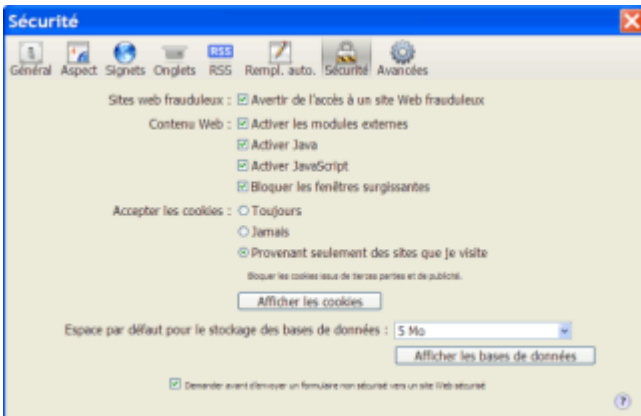 Sécurité
RSS
Général Aspect Signets Onglets RSS Rempl. auto. Sécurité Avancées
Sites web frauduleux : Avertir de l'accès à un site Web frauduleux
Contenu Web : Activer les modules externes
Activer Java
Activer JavaScript
Bloquer les fenêtres surgissantes
Accepter les cookies : Toujours
Jamais
Provenant seulement des sites que je visite
Bloquer les cookies issus de tierces parties et de publicité.
Afficher les cookies
Espace par défaut pour le stockage des bases de données : 5 Mo
Afficher les bases de données
Demander avant d'envoyer un formulaire non sécurisé vers un site Web sécurisé
?